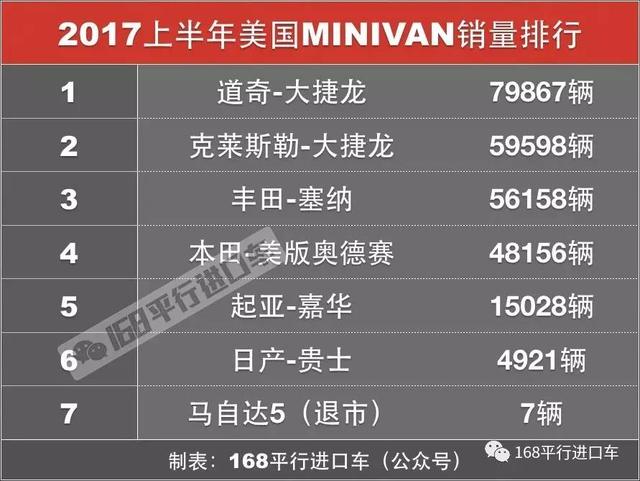 2017上半年美国MINIVAN销量排行
1 道奇-大捷龙 79867辆
2 克莱斯勒-大捷龙 59598辆
3 丰田-塞纳 56158辆
4 本田-美版奥德赛 48156辆
5 起亚-嘉华 15028辆
6 日产-贵士 4921辆
7 马自达5（退市） 7辆
168平行进口车
制表：168平行进口车（公众号）
168平行进口车